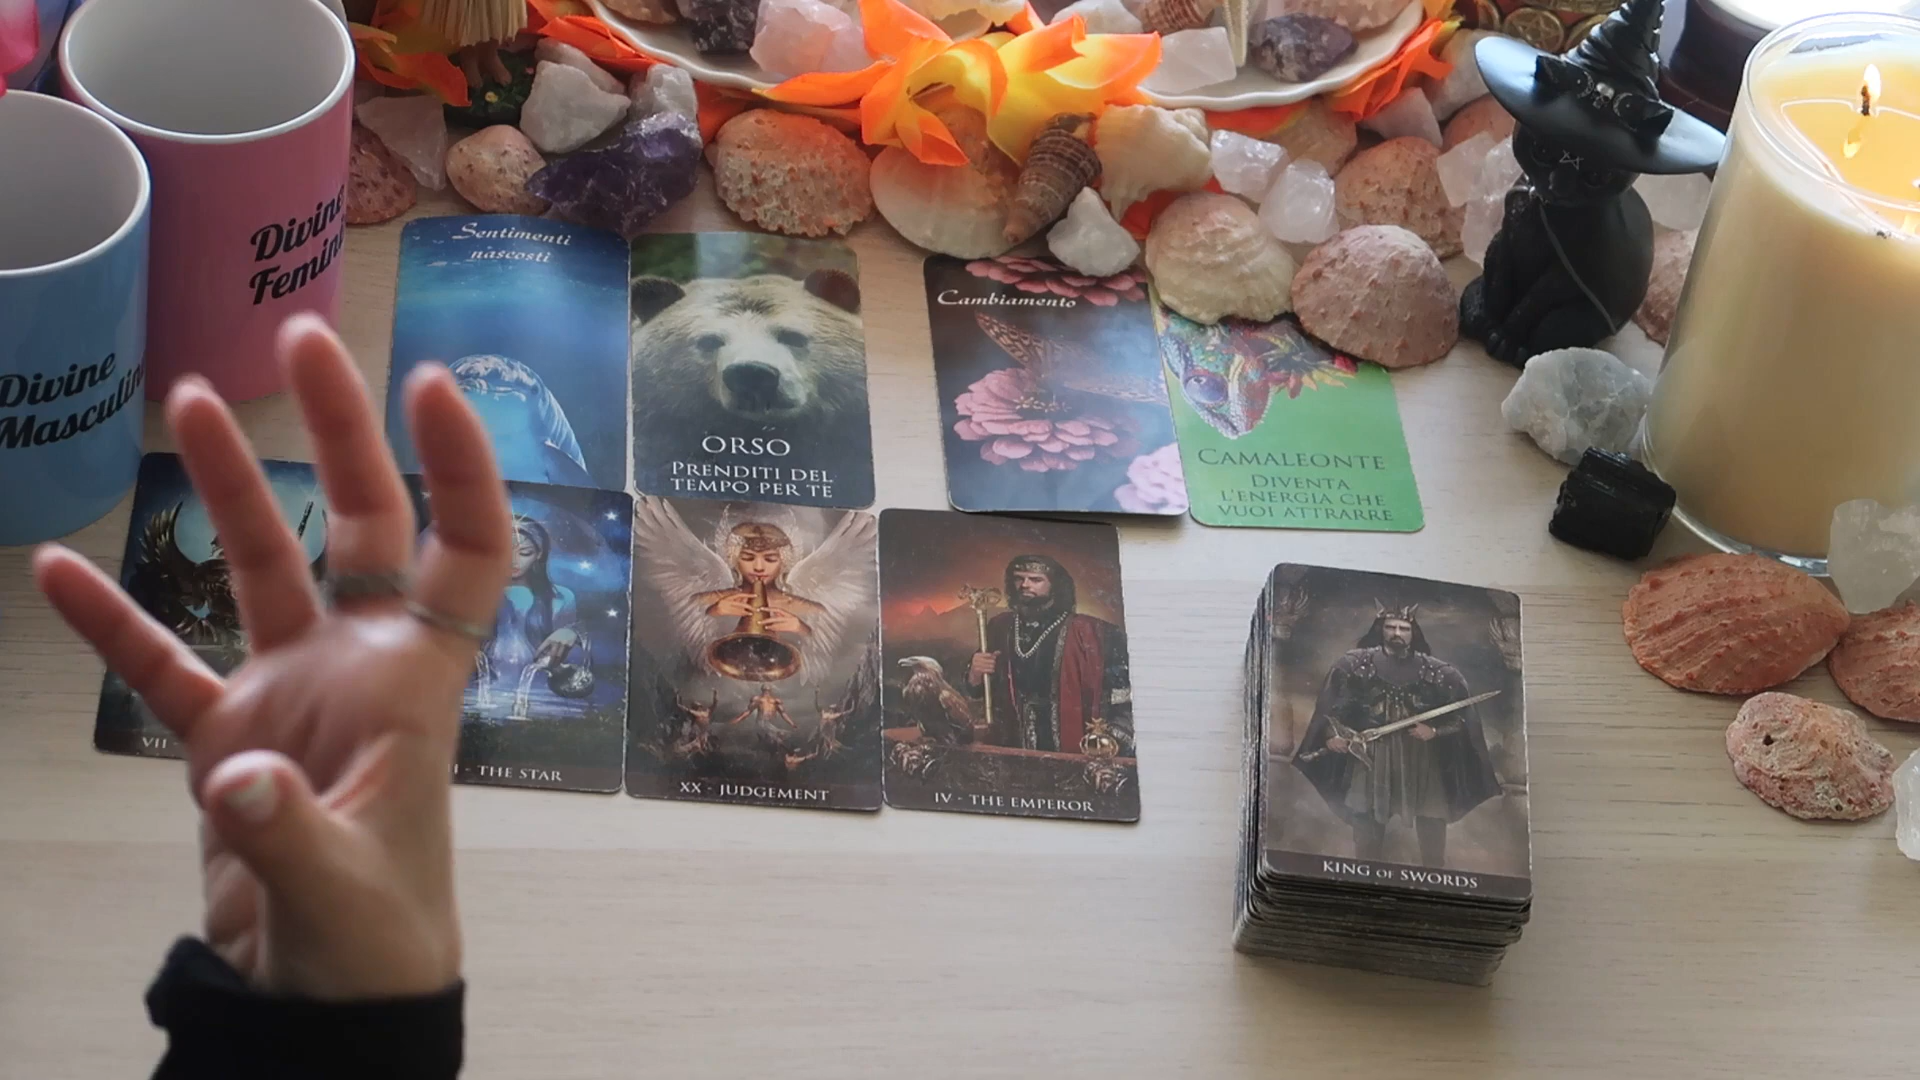 Divine
Feminine
Divine
Masculin
Sentimenti
nascosti
ORSO
PRENDITI DEL
TEMPO PER TE
Cambiamento
CAMALEONTE
DIVENTA
L'ENERGIA CHE
VUOI ATTRARRE
VII -
I - THE STAR
XX - JUDGEMENT
IV - THE EMPEROR
KING OF SWORDS